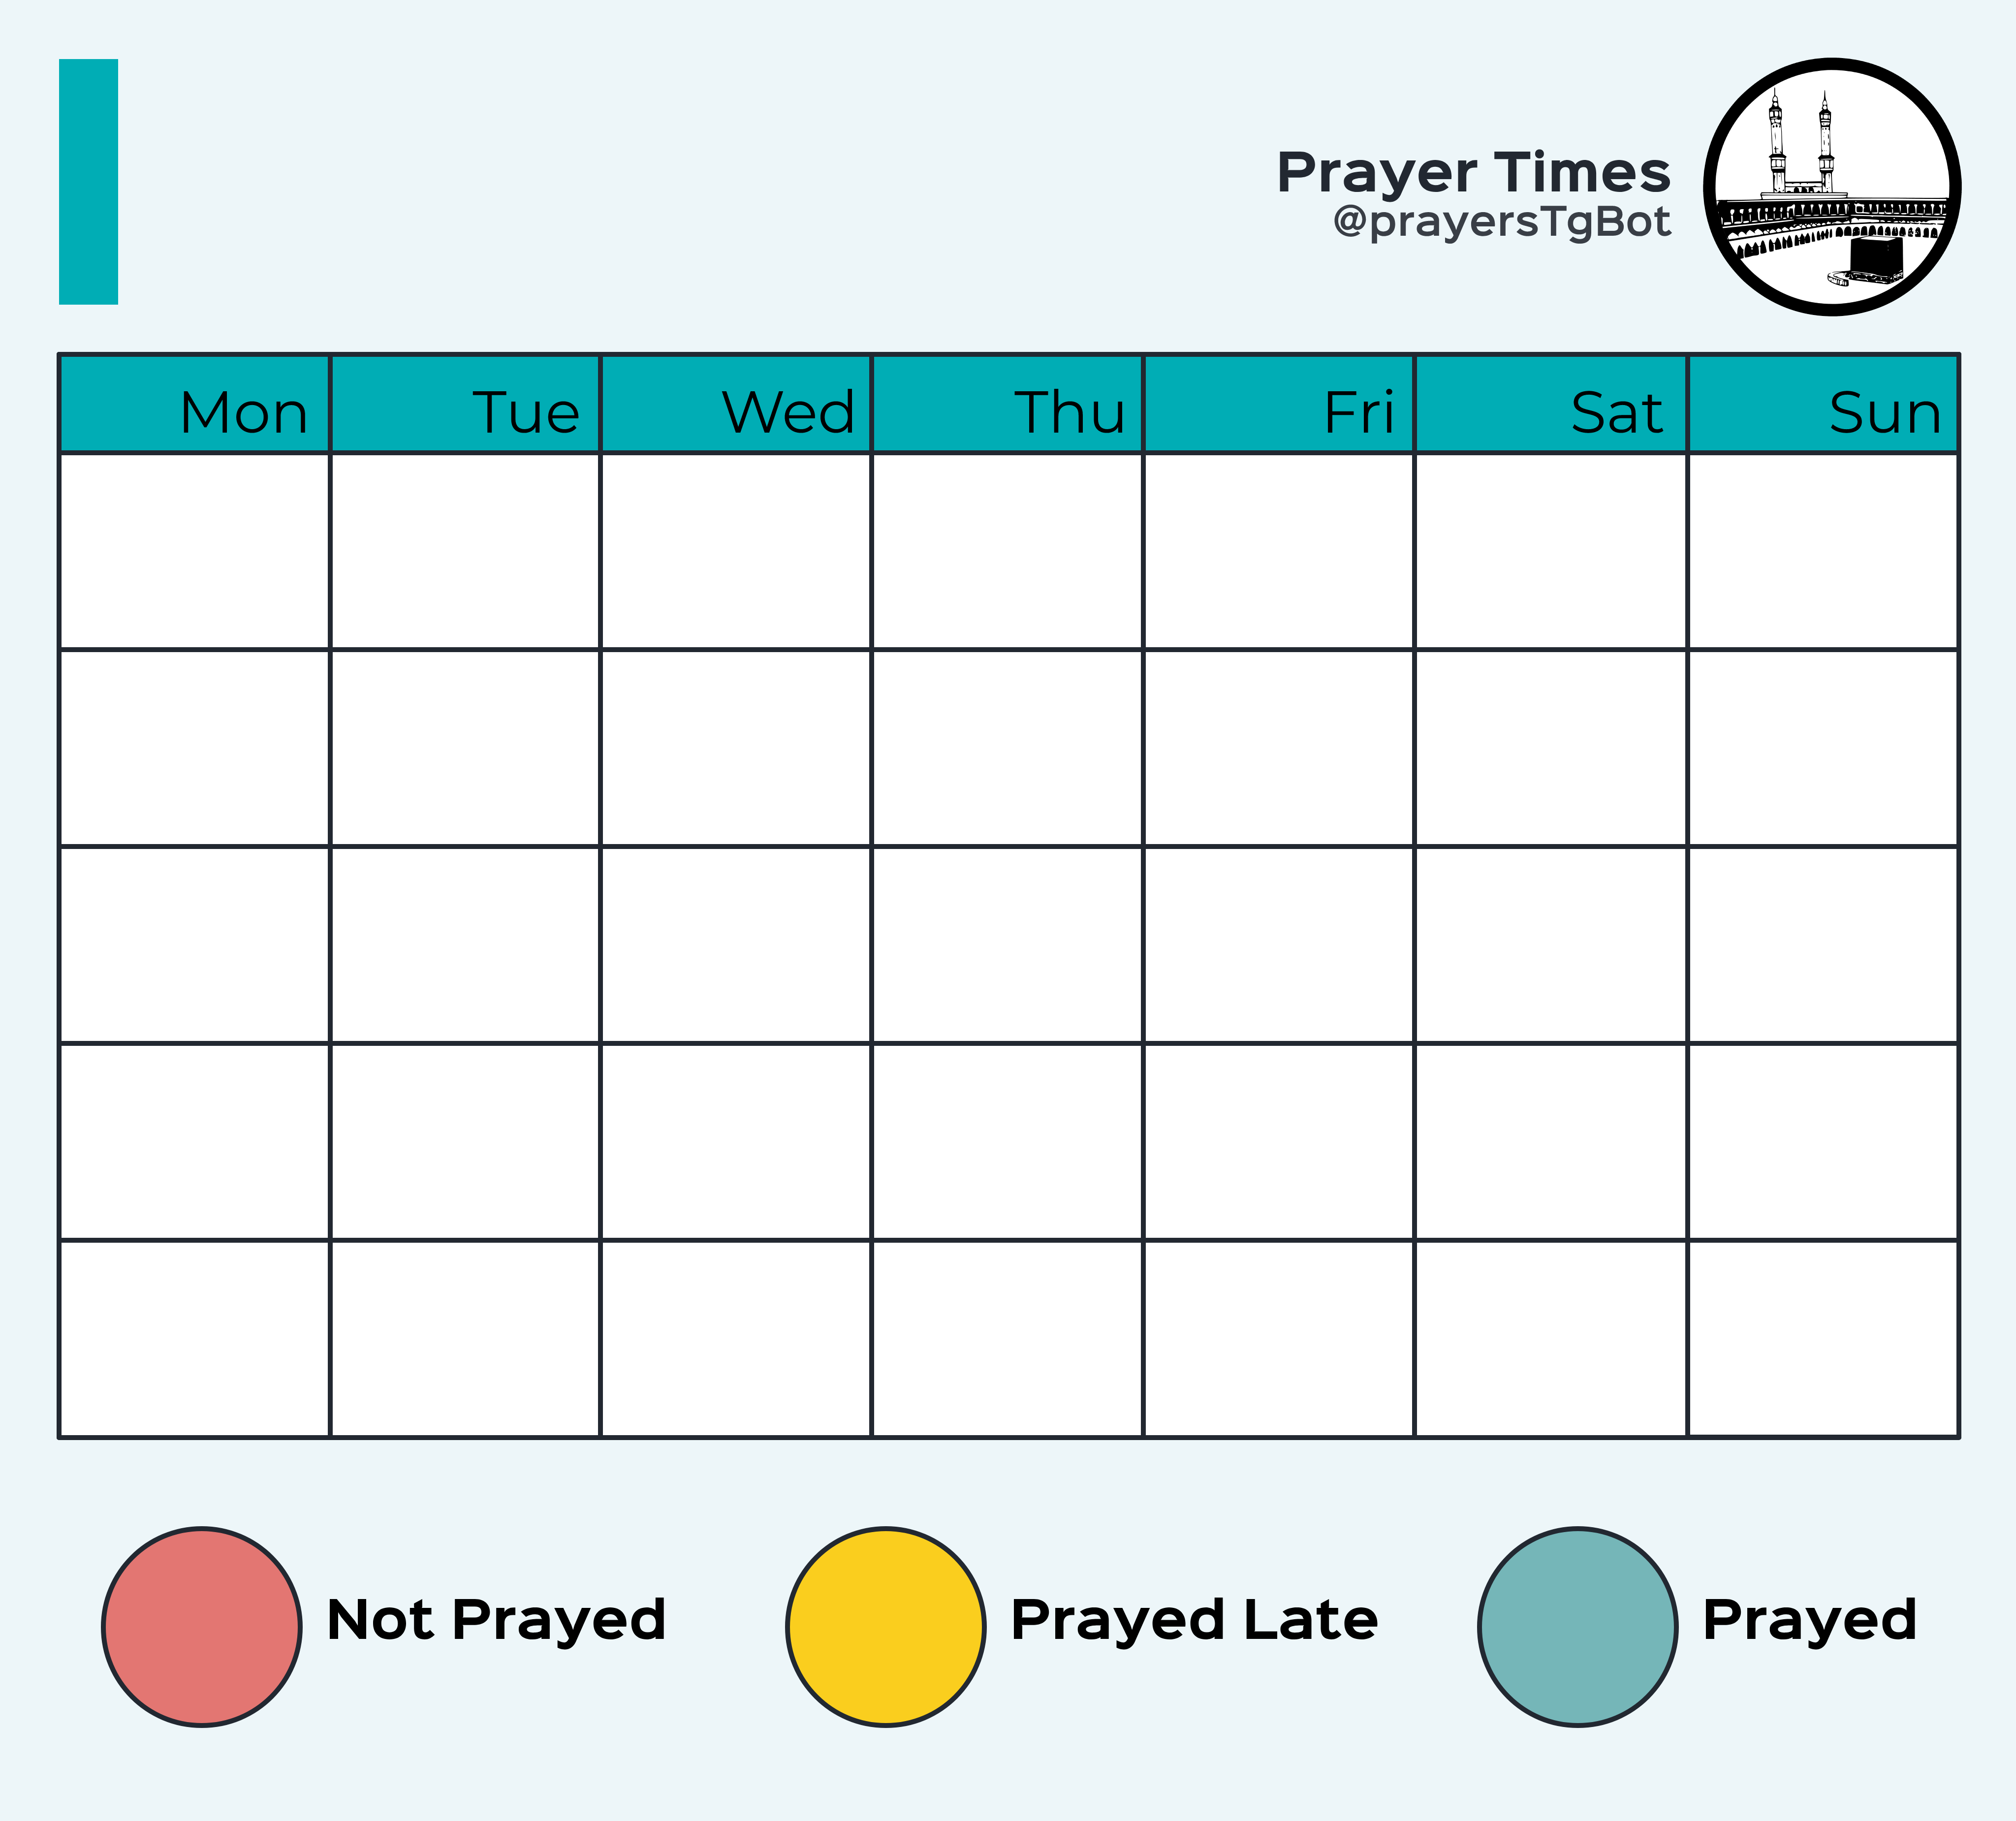 Prayer Times
@prayersTgBot
Mon Tue Wed Thu Fri Sat Sun
Not Prayed Prayed Late Prayed